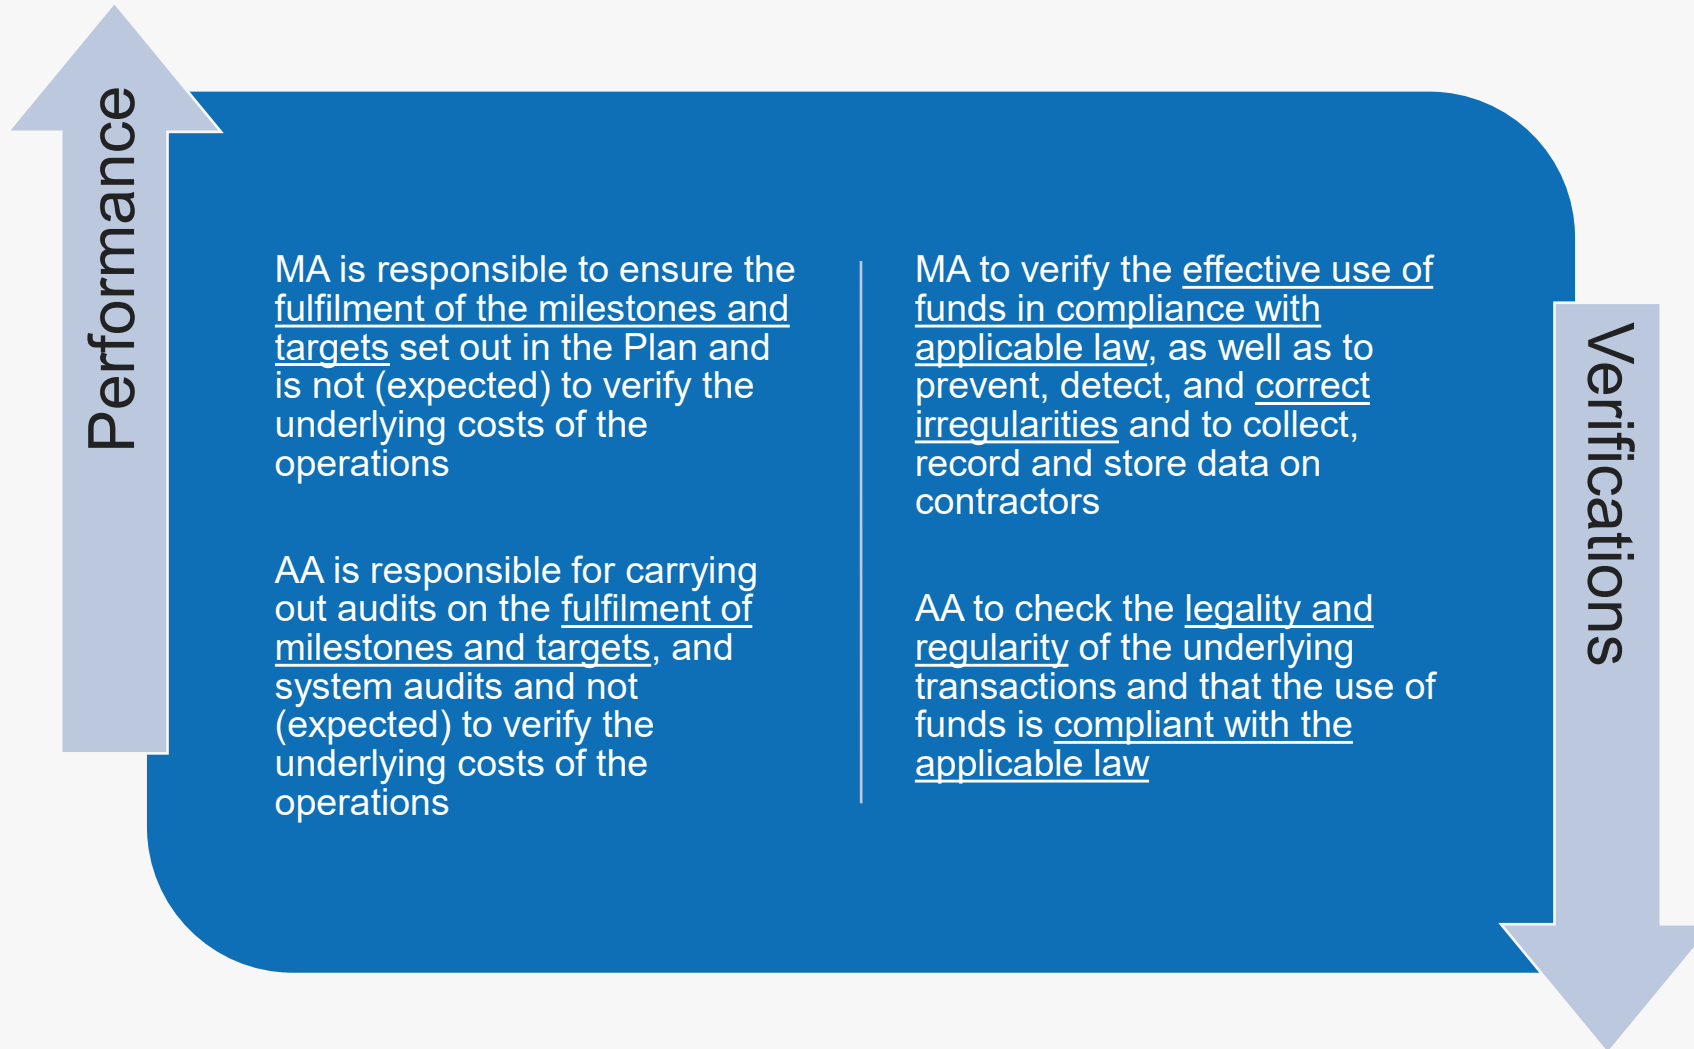 Performance
MA is responsible to ensure the
fulfilment of the milestones and
targets set out in the Plan and
is not (expected) to verify the
underlying costs of the
operations
AA is responsible for carrying
out audits on the fulfilment of
milestones and targets, and
system audits and not
(expected) to verify the
underlying costs of the
operations
MA to verify the effective use of
funds in compliance with
applicable law, as well as to
prevent, detect, and correct
irregularities and to collect,
record and store data on
contractors
AA to check the legality and
regularity of the underlying
transactions and that the use of
funds is compliant with the
applicable law
Verifications